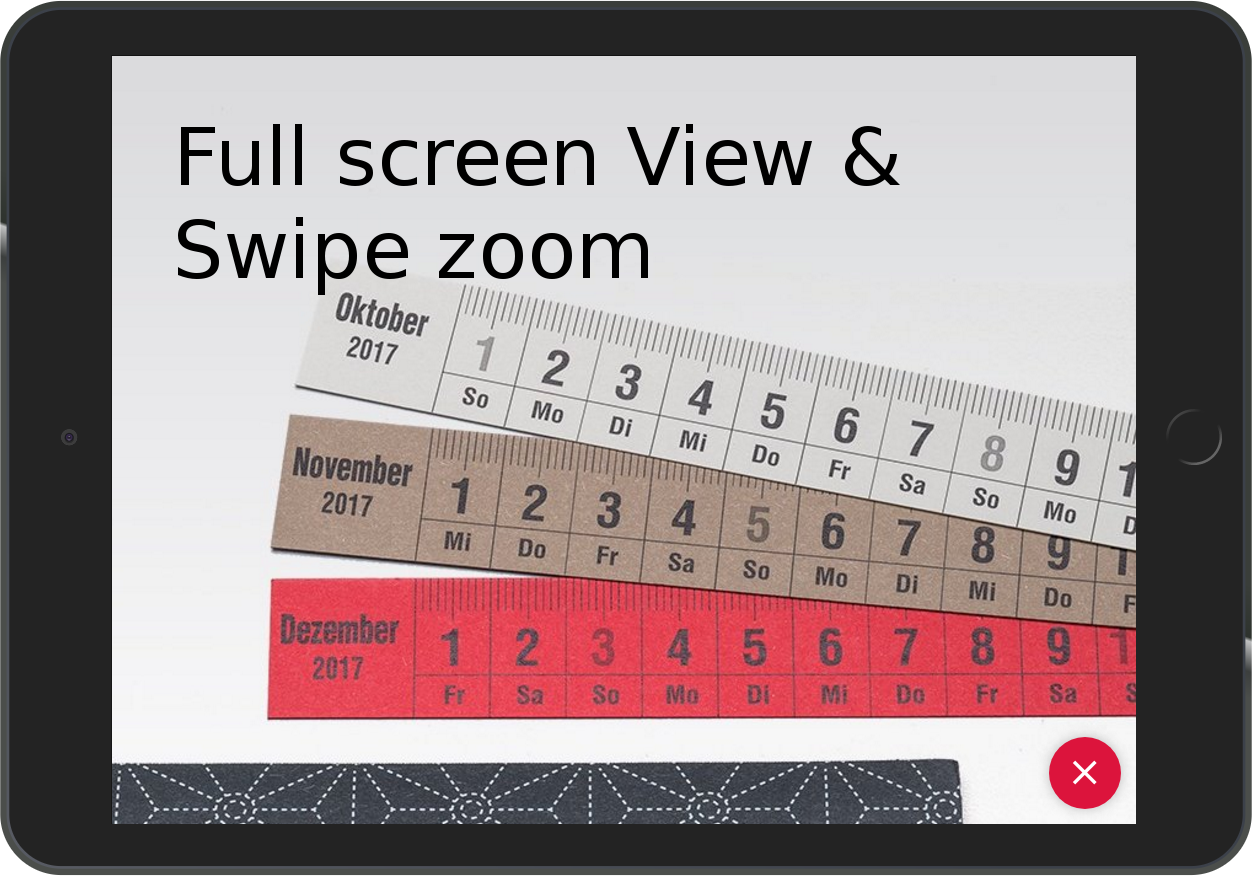 Full screen View &
Swipe zoom
Oktober
2017
1 2 3 4 5 6 7 8 9 1
So Mo Di Mi Do Fr Sa So Mo D
November
2017
1 2 3 4 5 6 7 8 9 1
Mi Do Fr Sa So Mo Di Mi Do F
Dezember
2017
1 2 3 4 5 6 7 8 9 1
Fr Sa So Mo Di Mi Do Fr Sa S